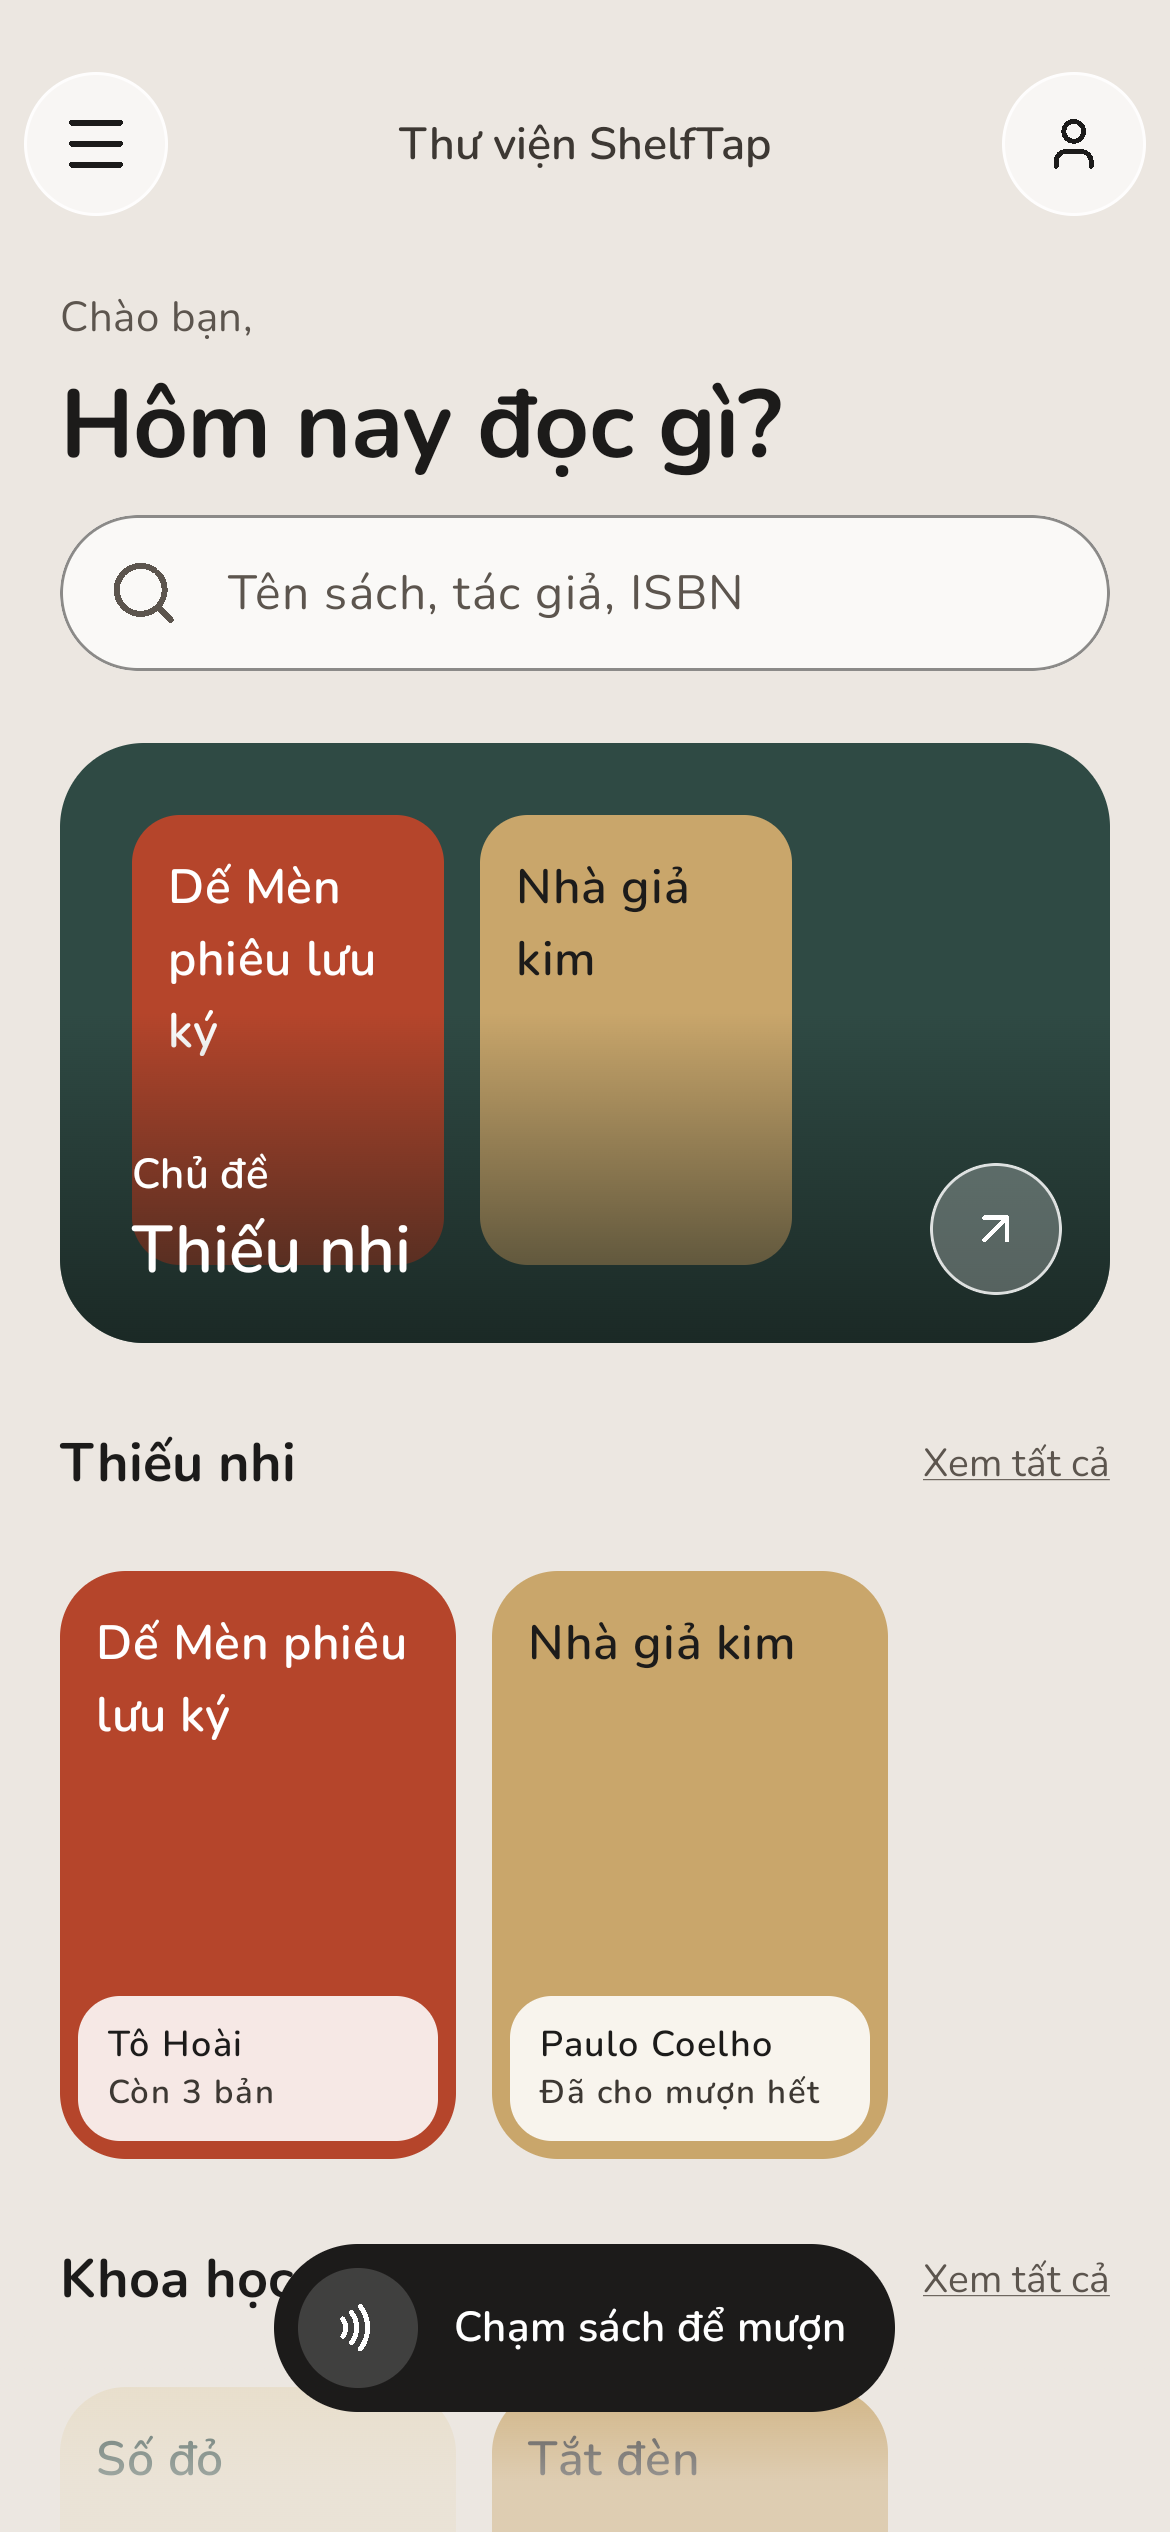 Thư viện ShelfTap
Chào bạn,
Hôm nay đọc gì?
Tên sách, tác giả, ISBN
Dế Mèn
phiêu lưu
ký
Nhà giả
kim
Chủ đề
Thiếu nhi
Thiếu nhi
Xem tất cả
Dế Mèn phiêu
lưu ký
Nhà giả kim
Tô Hoài
Còn 3 bản
Paulo Coelho
Đã cho mượn hết
Khoa học
Xem tất cả
Chạm sách để mượn
Số đỏ
Tắt đèn